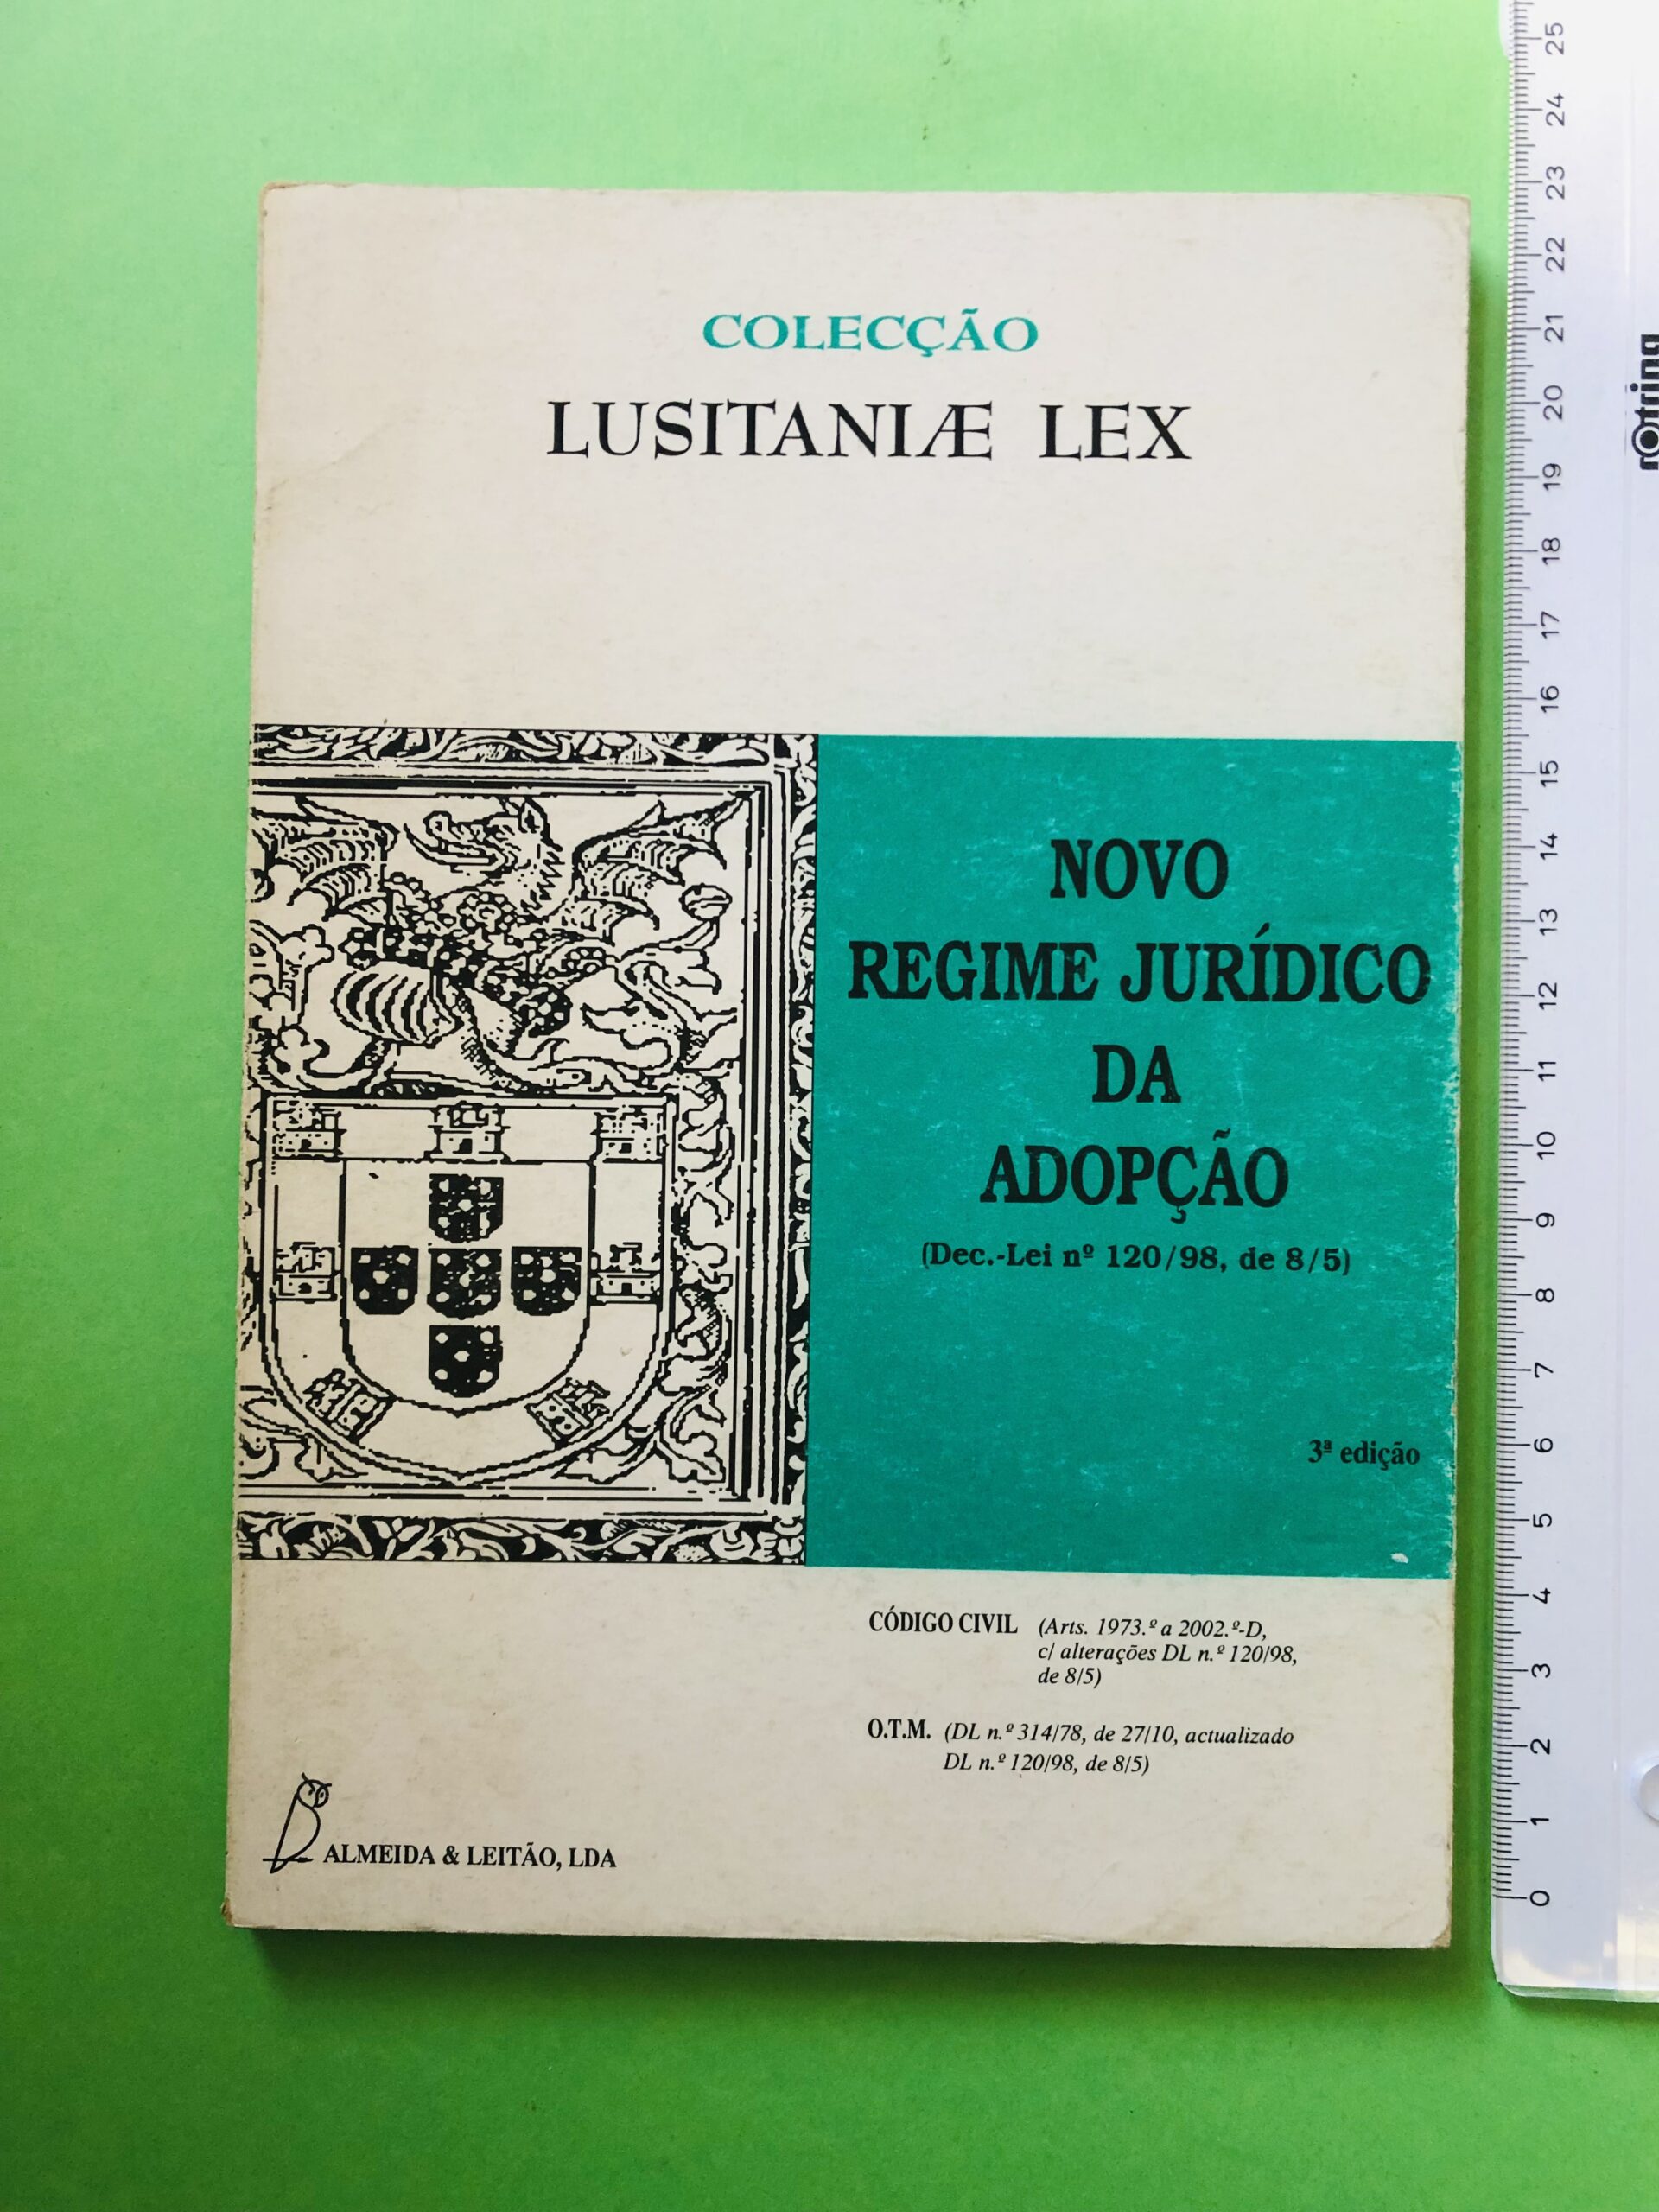 COLECÇÃO
LUSITANIÆ LEX
NOVO
REGIME JURÍDICO
DA
ADOPÇÃO
(Dec.-Lei nº 120/98, de 8/5)
3ª edição
CÓDIGO CIVIL (Arts. 1973.º a 2002.º-D,
c/ alterações DL n.º 120/98,
de 8/5)
O.T.M. (DL n.º 314/78, de 27/10, actualizado
DL n.º 120/98, de 8/5)
ALMEIDA & LEITÃO, LDA
25
24
23
22
21
20
19
18
17
16
15
14
13
12
11
10
9
8
7
6
5
4
3
2
1
0
rotring